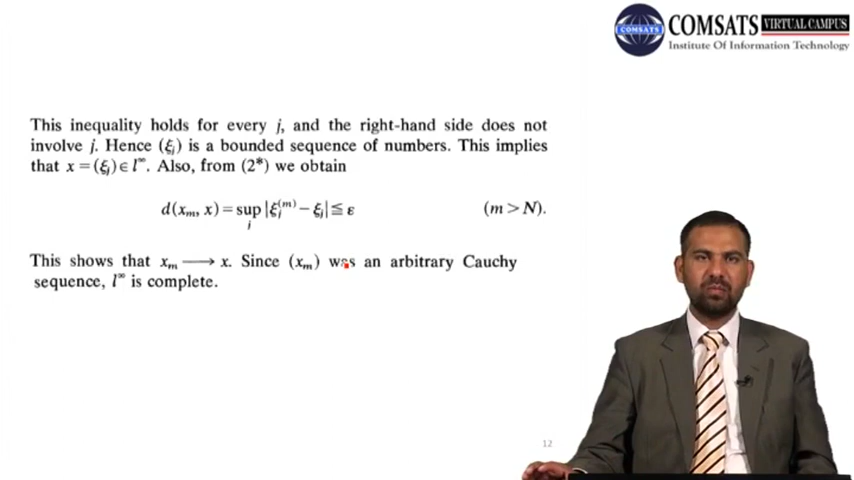 COMSATS
COMSATS VIRTUAL CAMPUS
Institute Of Information Technology
This inequality holds for every j, and the right-hand side does not
involve j. Hence (ξⱼ) is a bounded sequence of numbers. This implies
that x = (ξⱼ) ∈ l^∞. Also, from (2*) we obtain
d(xₘ, x) = sup_j |ξⱼ^(m) − ξⱼ| ≦ ε (m > N).
This shows that xₘ ⟶ x. Since (xₘ) was an arbitrary Cauchy
sequence, l^∞ is complete.
12